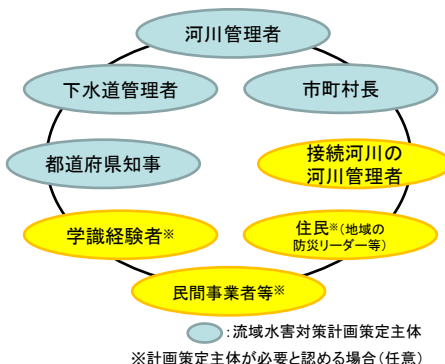 河川管理者
下水道管理者
市町村長
都道府県知事
接続河川の
河川管理者
学識経験者※
住民※(地域の
防災リーダー等)
民間事業者等※
:流域水害対策計画策定主体
※計画策定主体が必要と認める場合(任意)